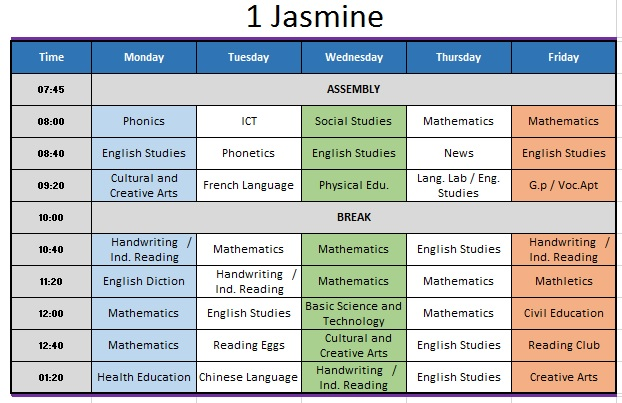 1 Jasmine
Time Monday Tuesday Wednesday Thursday Friday
07:45 ASSEMBLY
08:00 Phonics ICT Social Studies Mathematics Mathematics
08:40 English Studies Phonetics English Studies News English Studies
09:20 Cultural and Creative Arts French Language Physical Edu. Lang. Lab / Eng. Studies G.p / Voc.Apt
10:00 BREAK
10:40 Handwriting / Ind. Reading Mathematics Mathematics English Studies Handwriting / Ind. Reading
11:20 English Diction Handwriting / Ind. Reading Mathematics Mathematics Mathletics
12:00 Mathematics English Studies Basic Science and Technology Mathematics Civil Education
12:40 Mathematics Reading Eggs Cultural and Creative Arts English Studies Reading Club
01:20 Health Education Chinese Language Handwriting / Ind. Reading English Studies Creative Arts